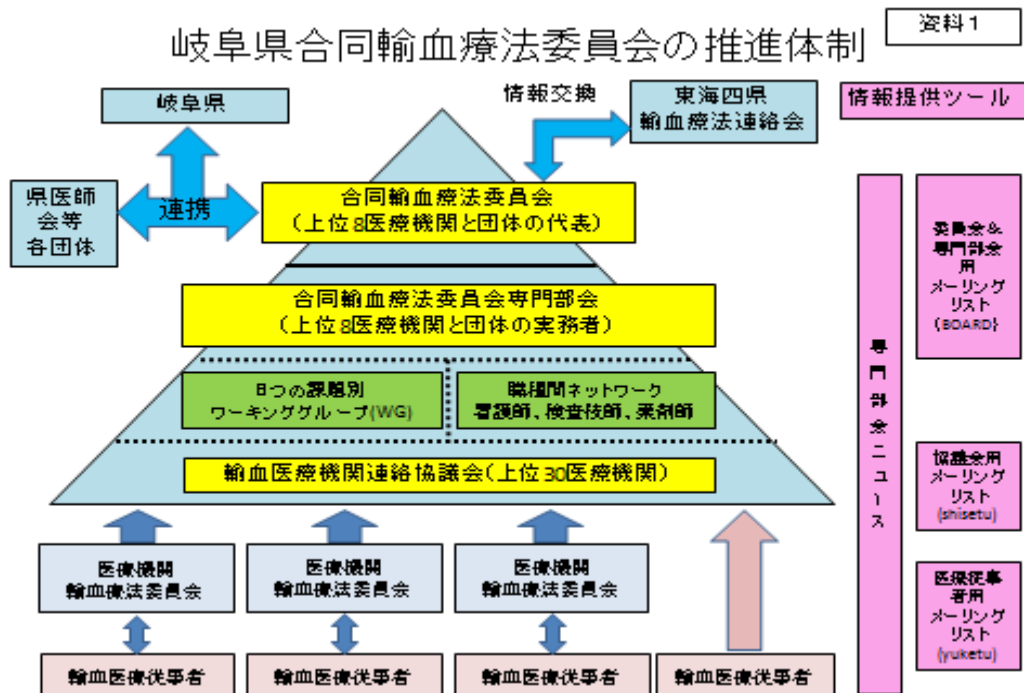 岐阜県合同輸血療法委員会の推進体制
資料1
岐阜県
情報交換
東海四県
輸血療法連絡会
情報提供ツール
県医師
会等
各団体
連携
合同輸血療法委員会
(上位8医療機関と団体の代表)
合同輸血療法委員会専門部会
(上位8医療機関と団体の実務者)
8つの課題別
ワーキンググループ(WG)
職種間ネットワーク
看護師、検査技師、薬剤師
輸血医療機関連絡協議会(上位30医療機関)
医療機関
輸血療法委員会
医療機関
輸血療法委員会
医療機関
輸血療法委員会
輸血医療従事者
輸血医療従事者
輸血医療従事者
輸血医療従事者
専門部会ニュース
委員会&
専門部会
用
メーリング
リスト
(BOARD)
協議会用
メーリング
リスト
(shisetu)
医療従事
者用
メーリング
リスト
(yuketu)